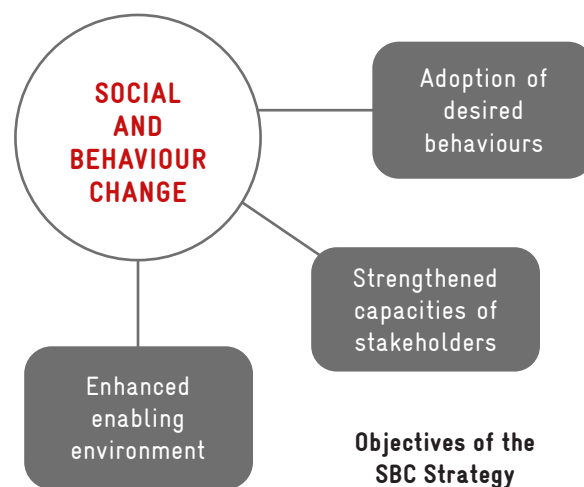 SOCIAL
AND
BEHAVIOUR
CHANGE
Adoption of
desired
behaviours
Strengthened
capacities of
stakeholders
Enhanced
enabling
environment
Objectives of the
SBC Strategy